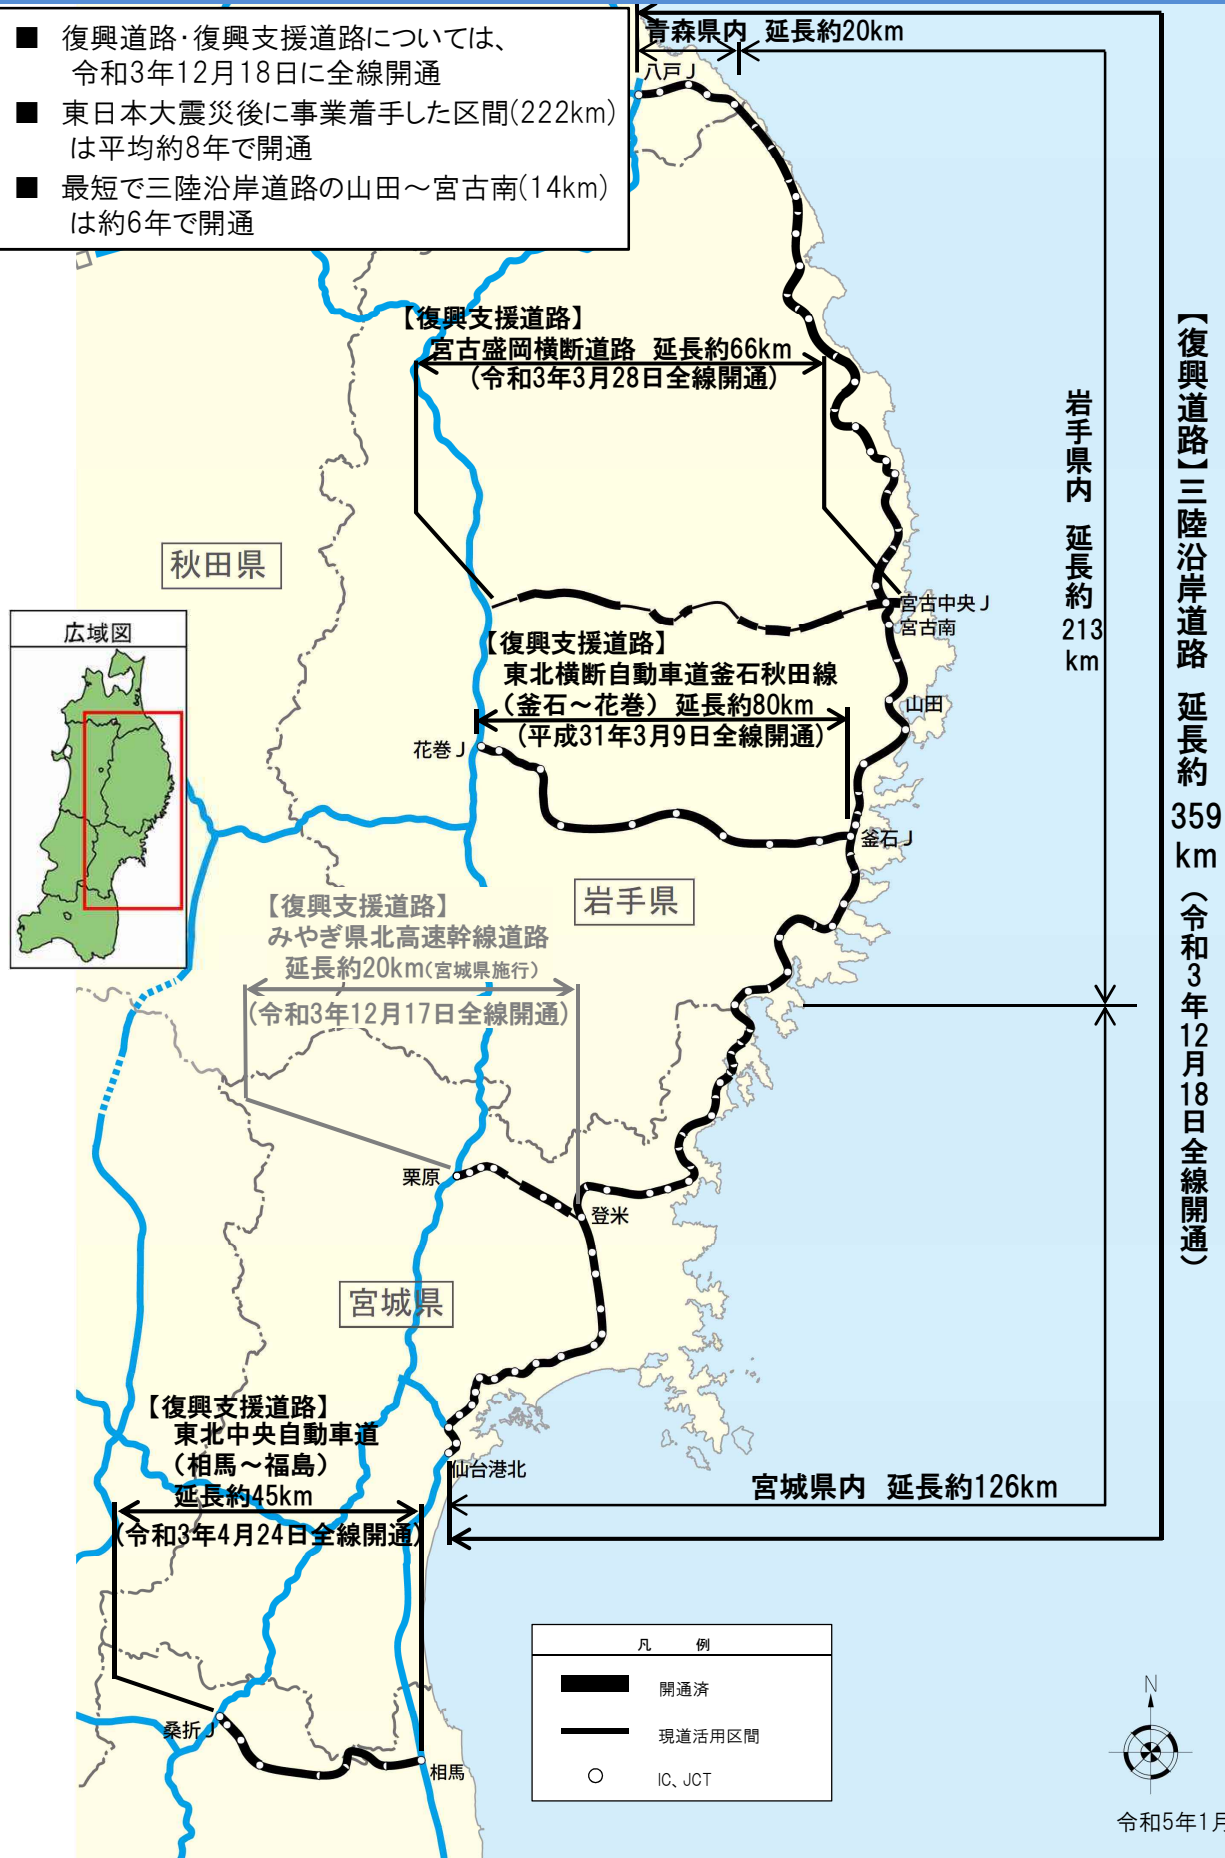 ■ 復興道路･復興支援道路については、
令和3年12月18日に全線開通
■ 東日本大震災後に事業着手した区間(222km)
は平均約8年で開通
■ 最短で三陸沿岸道路の山田～宮古南(14km)
は約6年で開通
青森県内 延長約20km
八戸J
【復興支援道路】
宮古盛岡横断道路 延長約66km
(令和3年3月28日全線開通)
岩手県内 延長約
213
km
【復興道路】三陸沿岸道路 延長約
359
km
(令和3年12月18日全線開通)
秋田県
広域図
宮古中央J
宮古南
【復興支援道路】
東北横断自動車道釜石秋田線
(釜石～花巻) 延長約80km
(平成31年3月9日全線開通)
山田
花巻J
釜石J
岩手県
【復興支援道路】
みやぎ県北高速幹線道路
延長約20km(宮城県施行)
(令和3年12月17日全線開通)
栗原
登米
宮城県
【復興支援道路】
東北中央自動車道
(相馬～福島)
延長約45km
(令和3年4月24日全線開通)
仙台港北
宮城県内 延長約126km
桑折J
相馬
凡 例
開通済
現道活用区間
IC、JCT
N
令和5年1月